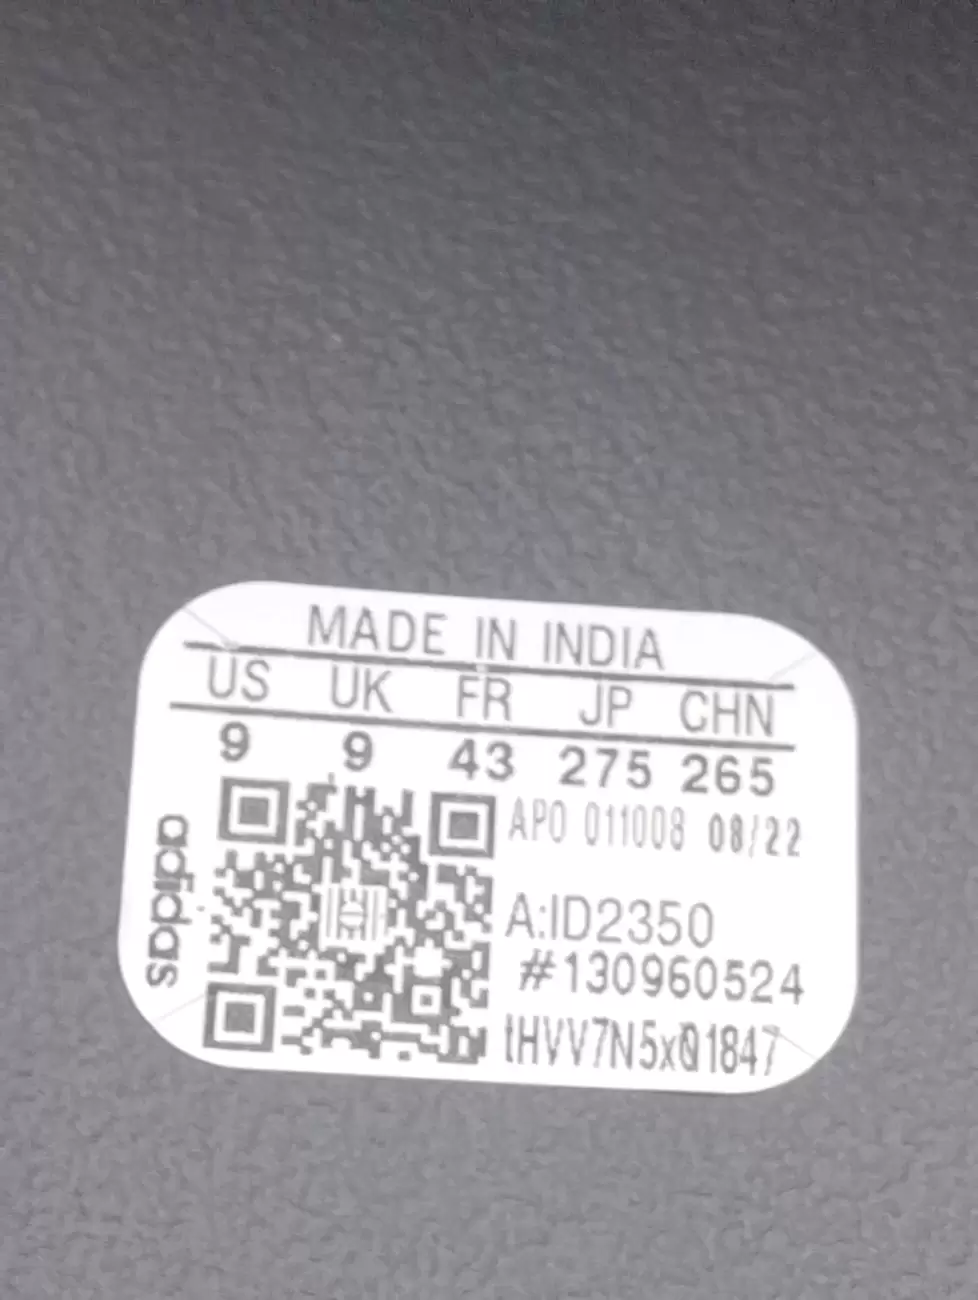 MADE IN INDIA
US UK FR JP CHN
9 9 43 275 265
APO 011008 08/22
A:ID2350
#130960524
tHVV7N5xQ1847
adidas